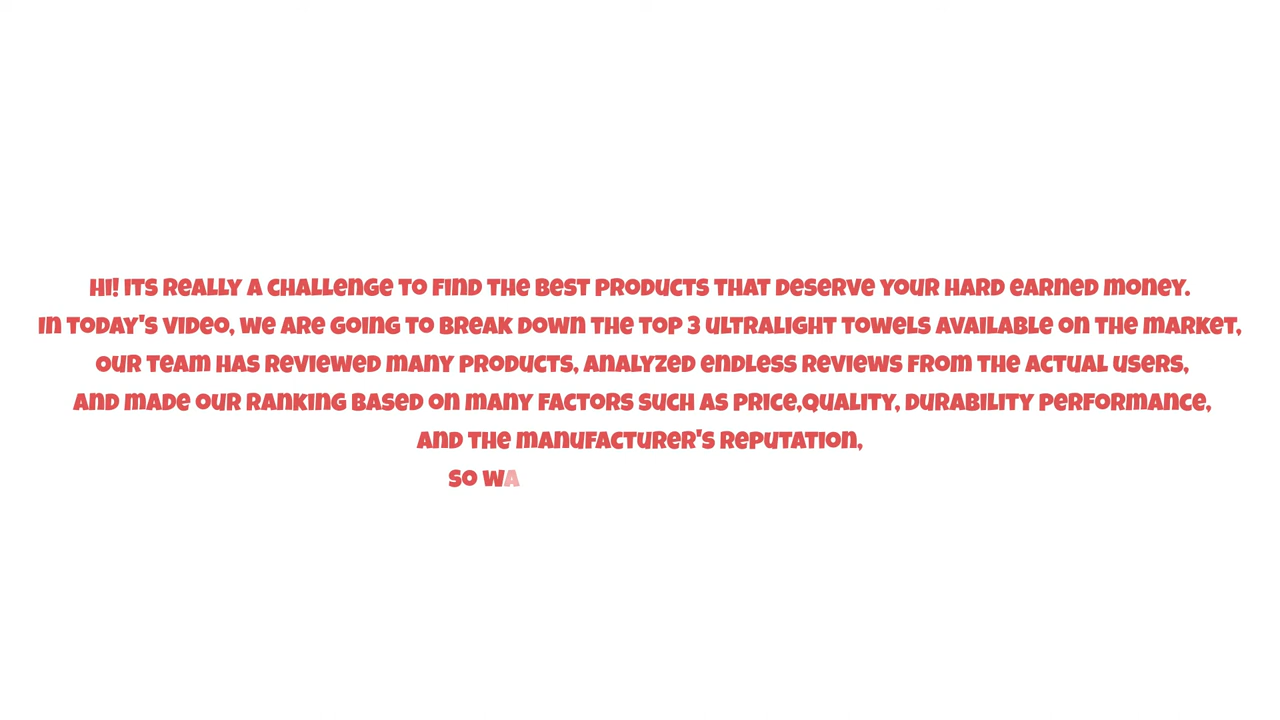 Hi! Its really a challenge to find the best products that deserve your hard earned money.
In today's video, we are going to break down the top 3 ultralight towels available on the market,
our team has reviewed many products, analyzed endless reviews from the actual users,
and made our ranking based on many factors such as price,quality, durability performance,
and the manufacturer's reputation,
so wa